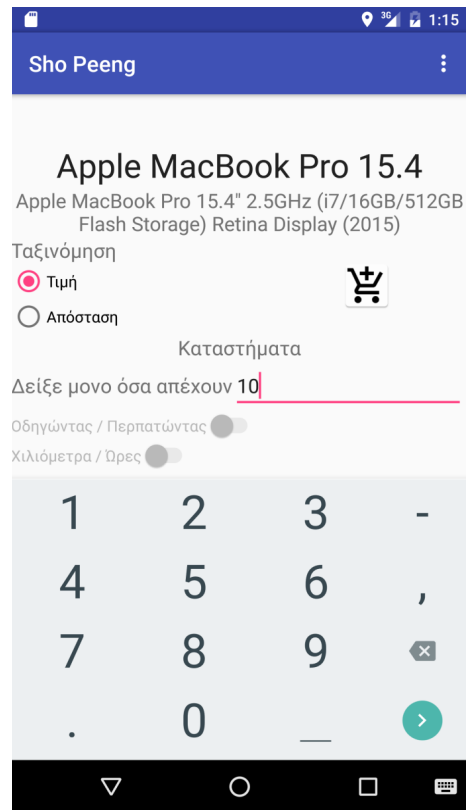 3G 1:15
Sho Peeng
Apple MacBook Pro 15.4
Apple MacBook Pro 15.4" 2.5GHz (i7/16GB/512GB
Flash Storage) Retina Display (2015)
Ταξινόμηση
Τιμή
Απόσταση
Καταστήματα
Δείξε μονο όσα απέχουν 10
Οδηγώντας / Περπατώντας
Χιλιόμετρα / Ώρες
1 2 3 -
4 5 6 ,
7 8 9
. 0 _